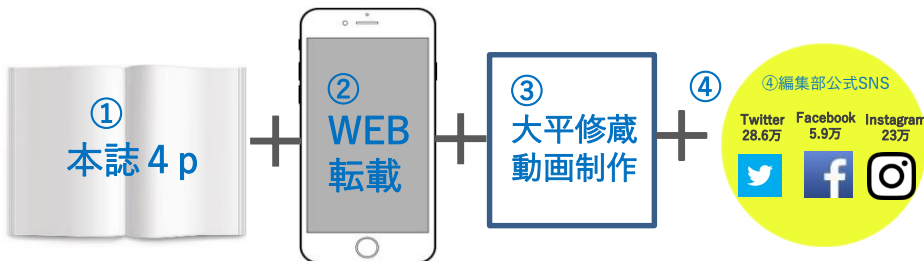 ①
本誌４ｐ
②
WEB
転載
③
大平修蔵
動画制作
④
④編集部公式SNS
Twitter
28.6万
Facebook
5.9万
Instagram
23万